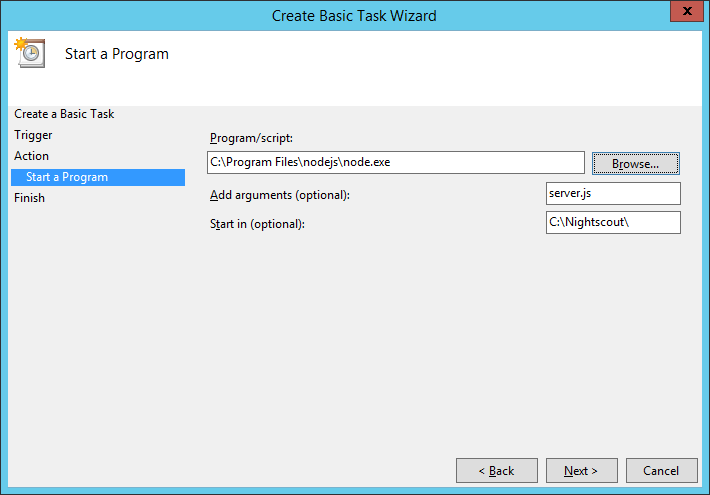 Create Basic Task Wizard
x
Start a Program
Create a Basic Task
Trigger
Action
Start a Program
Finish
Program/script:
C:\Program Files\nodejs\node.exe
Browse...
Add arguments (optional):
server.js
Start in (optional):
C:\Nightscout\
< Back
Next >
Cancel